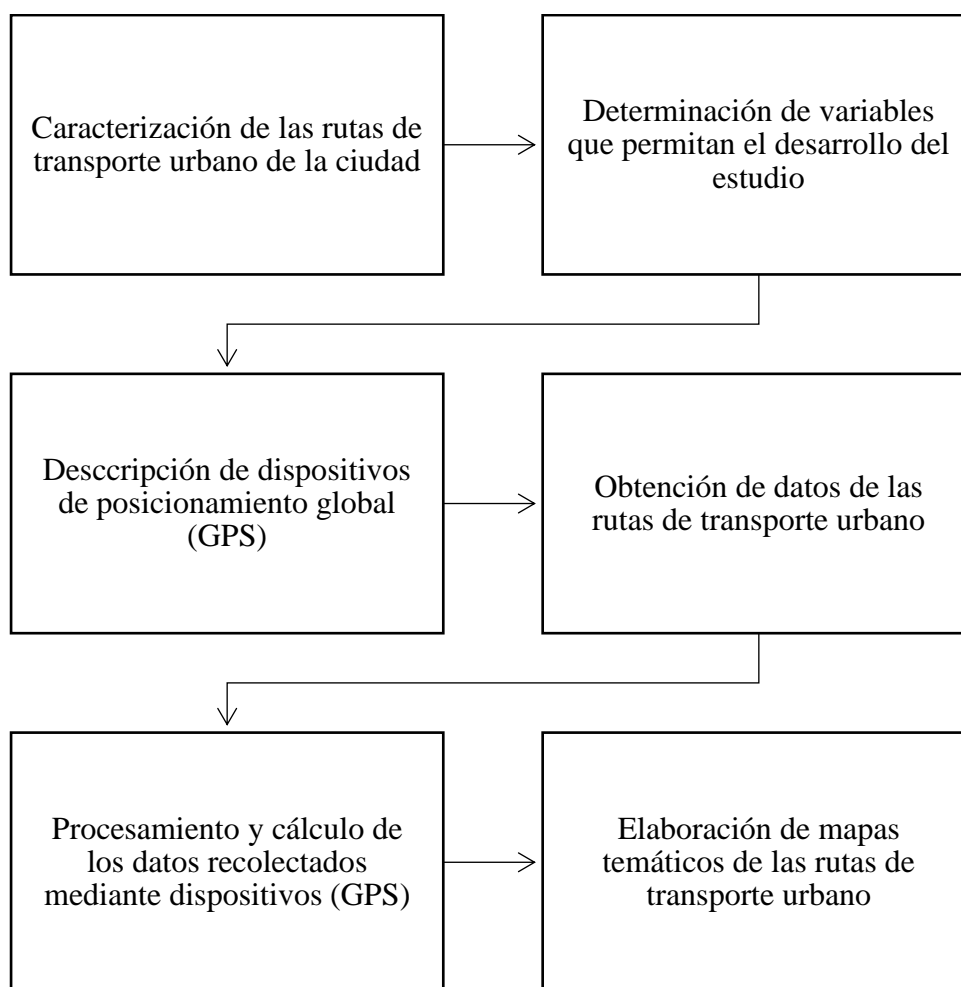 Caracterización de las rutas de
transporte urbano de la ciudad
Determinación de variables
que permitan el desarrollo del
estudio
Desccripción de dispositivos
de posicionamiento global
(GPS)
Obtención de datos de las
rutas de transporte urbano
Procesamiento y cálculo de
los datos recolectados
mediante dispositivos (GPS)
Elaboración de mapas
temáticos de las rutas de
transporte urbano